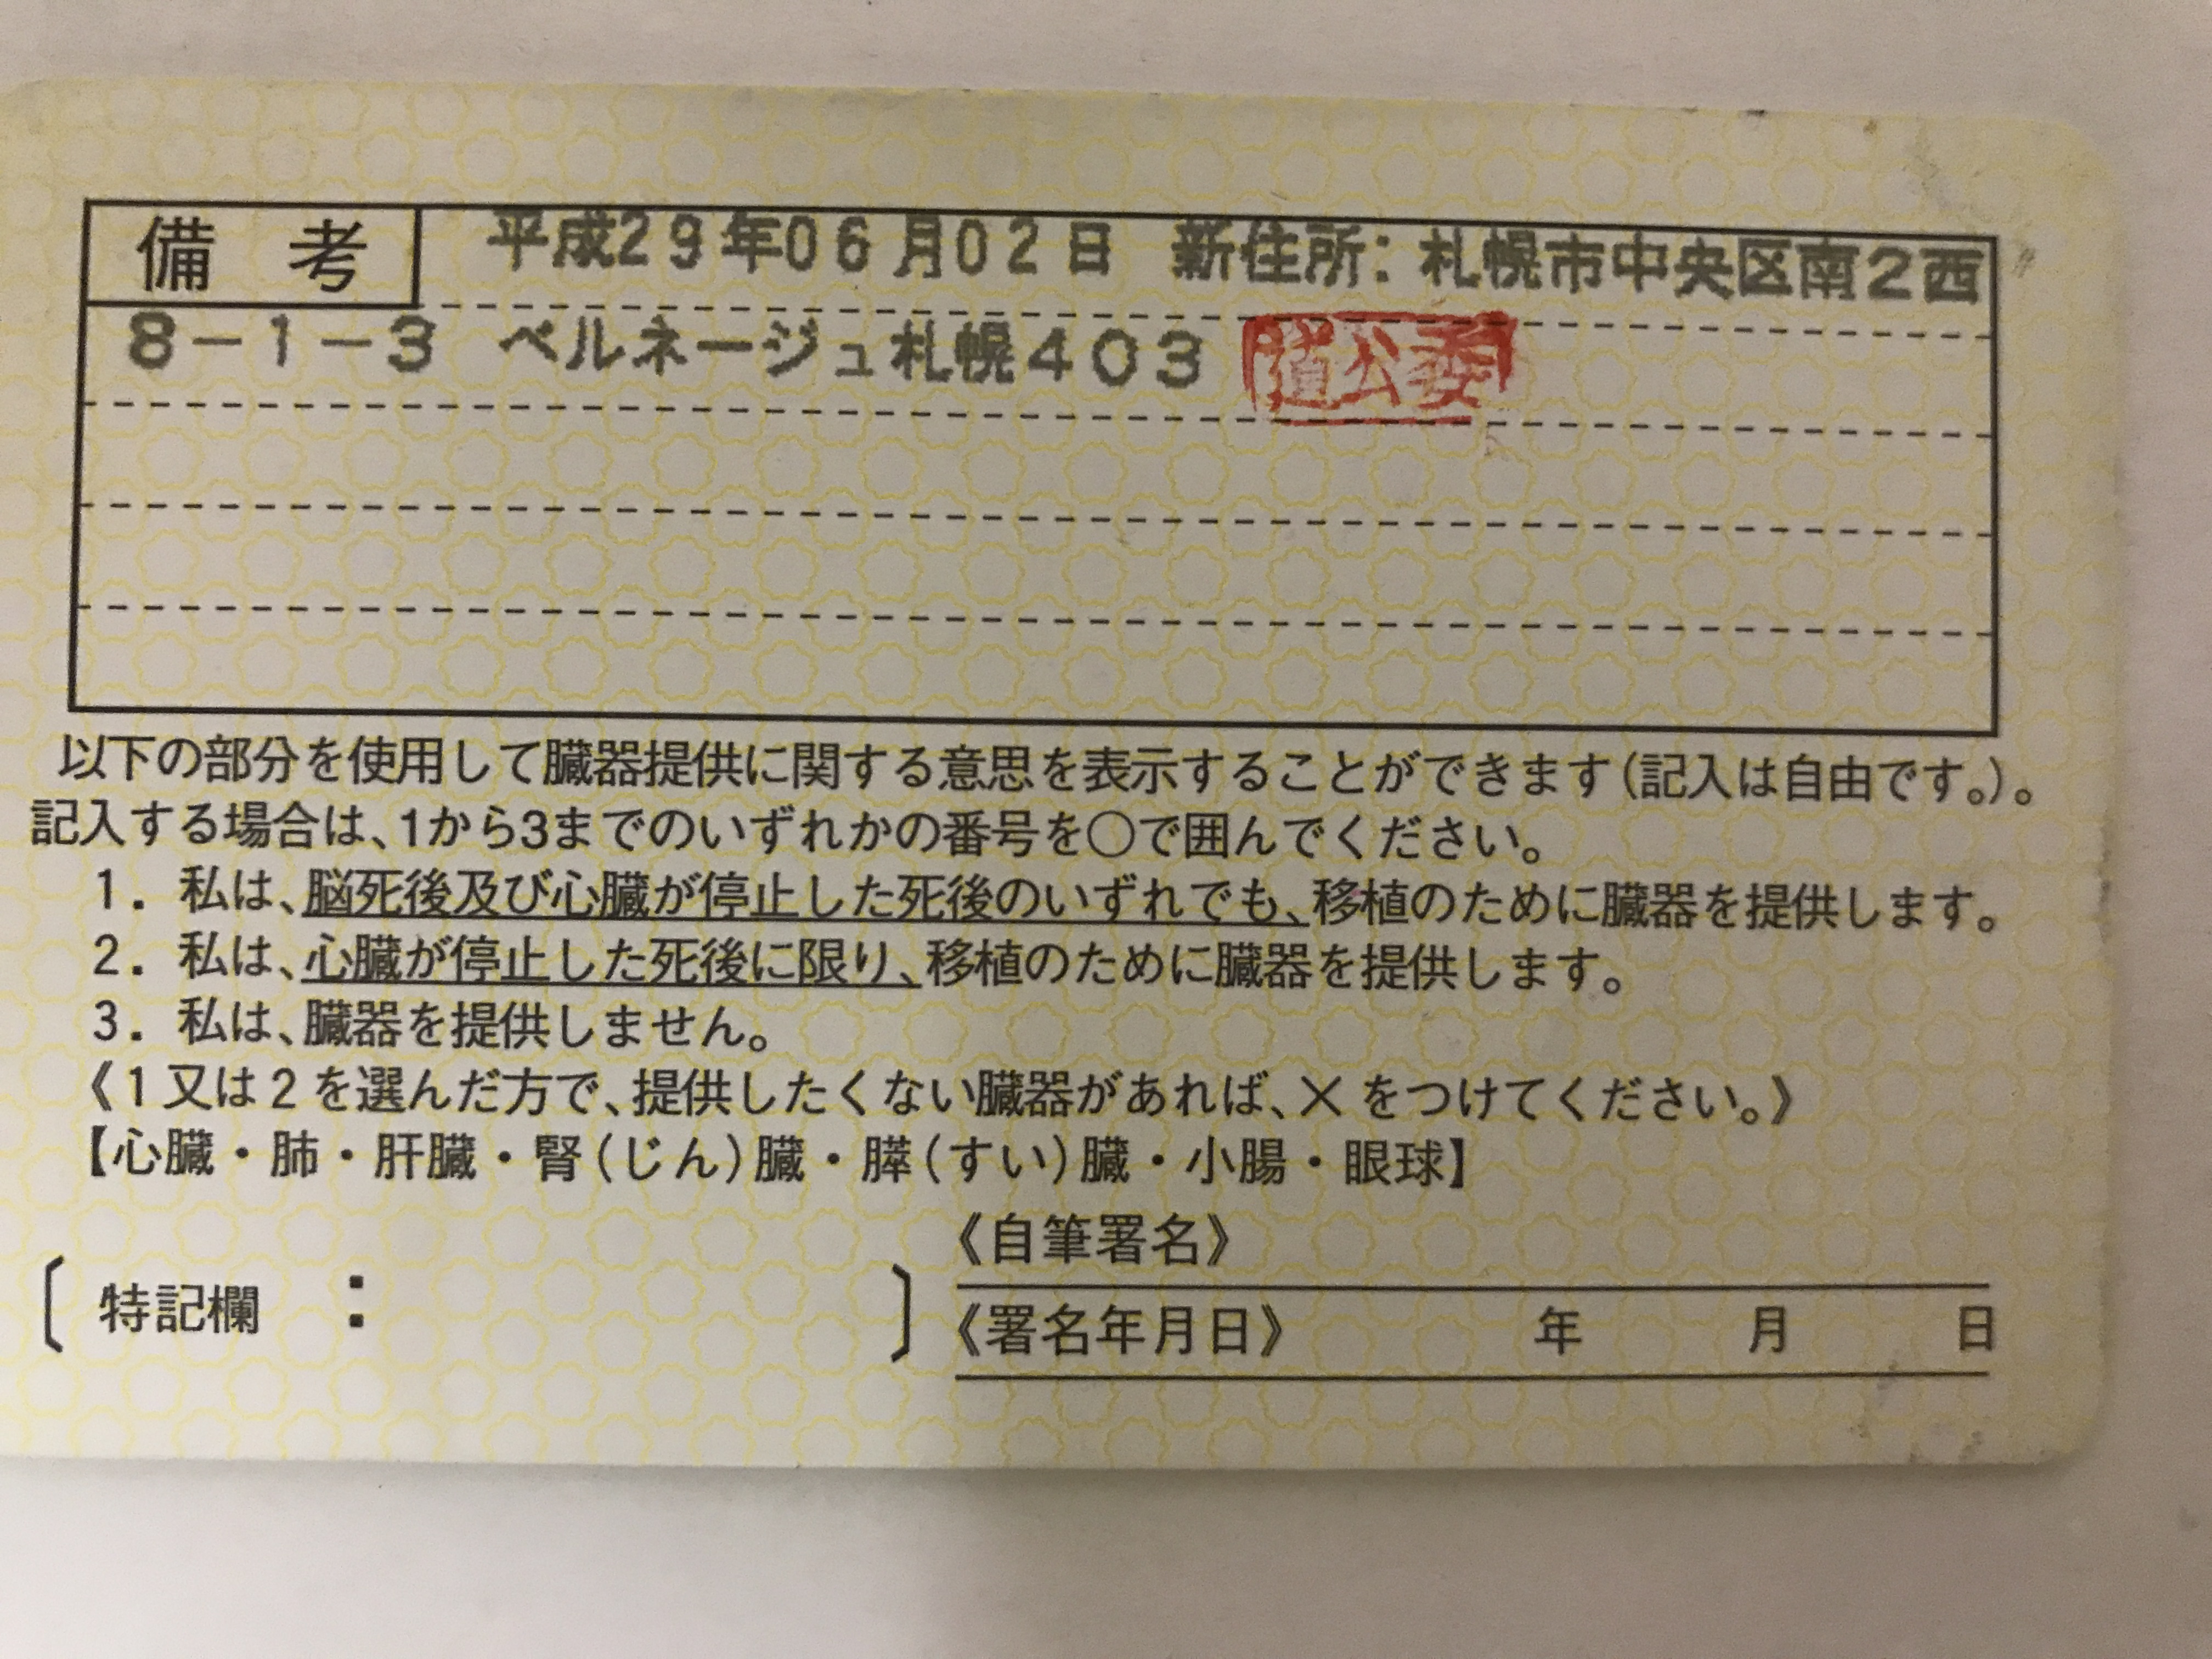 備考
平成29年06月02日 新住所：札幌市中央区南2西
8－1－3 ベルネージュ札幌403
以下の部分を使用して臓器提供に関する意思を表示することができます（記入は自由です。）。
記入する場合は、1から3までのいずれかの番号を○で囲んでください。
1. 私は、脳死後及び心臓が停止した死後のいずれでも、移植のために臓器を提供します。
2. 私は、心臓が停止した死後に限り、移植のために臓器を提供します。
3. 私は、臓器を提供しません。
《1又は2を選んだ方で、提供したくない臓器があれば、×をつけてください。》
【心臓・肺・肝臓・腎（じん）臓・膵（すい）臓・小腸・眼球】
《自筆署名》
〔特記欄：　　　〕《署名年月日》　　年　　月　　日